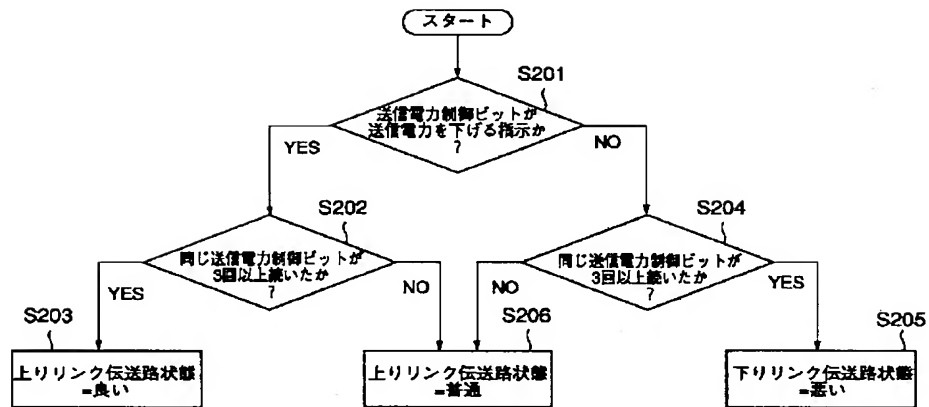 スタート
S201
送信電力制御ビットが
送信電力を下げる指示か
?
YES
NO
S202
同じ送信電力制御ビットが
3回以上続いたか
?
YES
NO
S204
同じ送信電力制御ビットが
3回以上続いたか
?
NO
YES
S203
上りリンク伝送路状態
=良い
S206
上りリンク伝送路状態
=普通
S205
下りリンク伝送路状態
=悪い